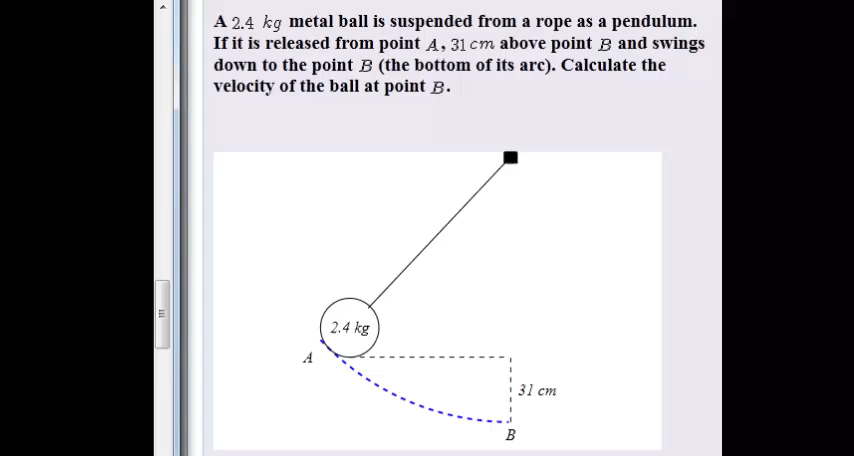 A 2.4 kg metal ball is suspended from a rope as a pendulum.
If it is released from point A, 31 cm above point B and swings
down to the point B (the bottom of its arc). Calculate the
velocity of the ball at point B.
2.4 kg
A
31 cm
B